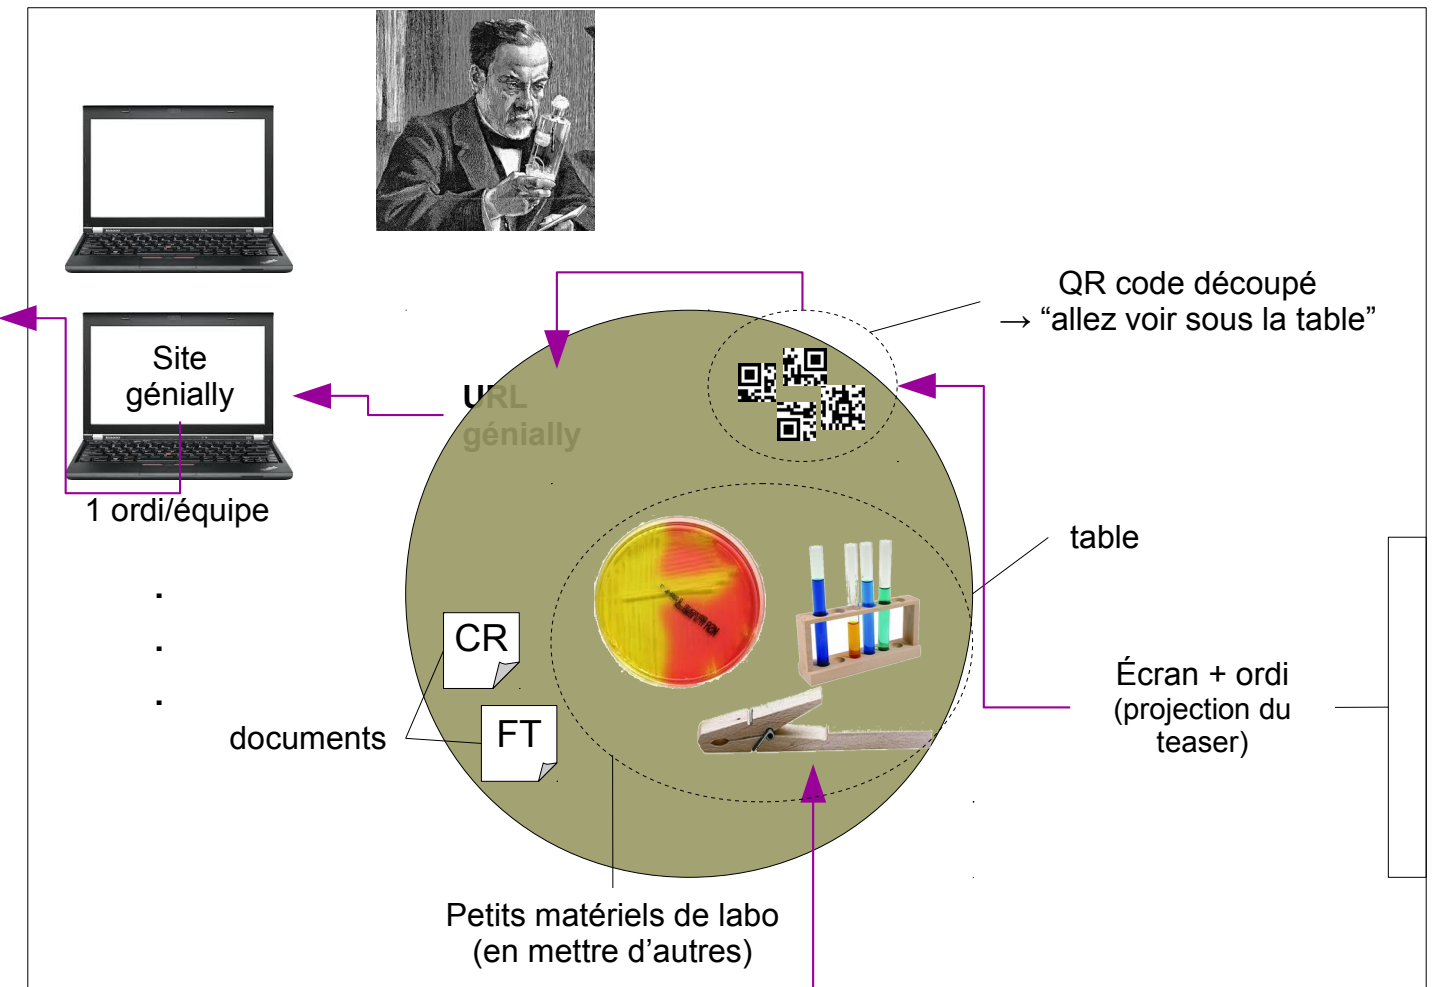 QR code découpé
→ “allez voir sous la table”
Site
génially
URL
génially
1 ordi/équipe
table
.
.
.
CR
documents
FT
Écran + ordi
(projection du
teaser)
Petits matériels de labo
(en mettre d’autres)